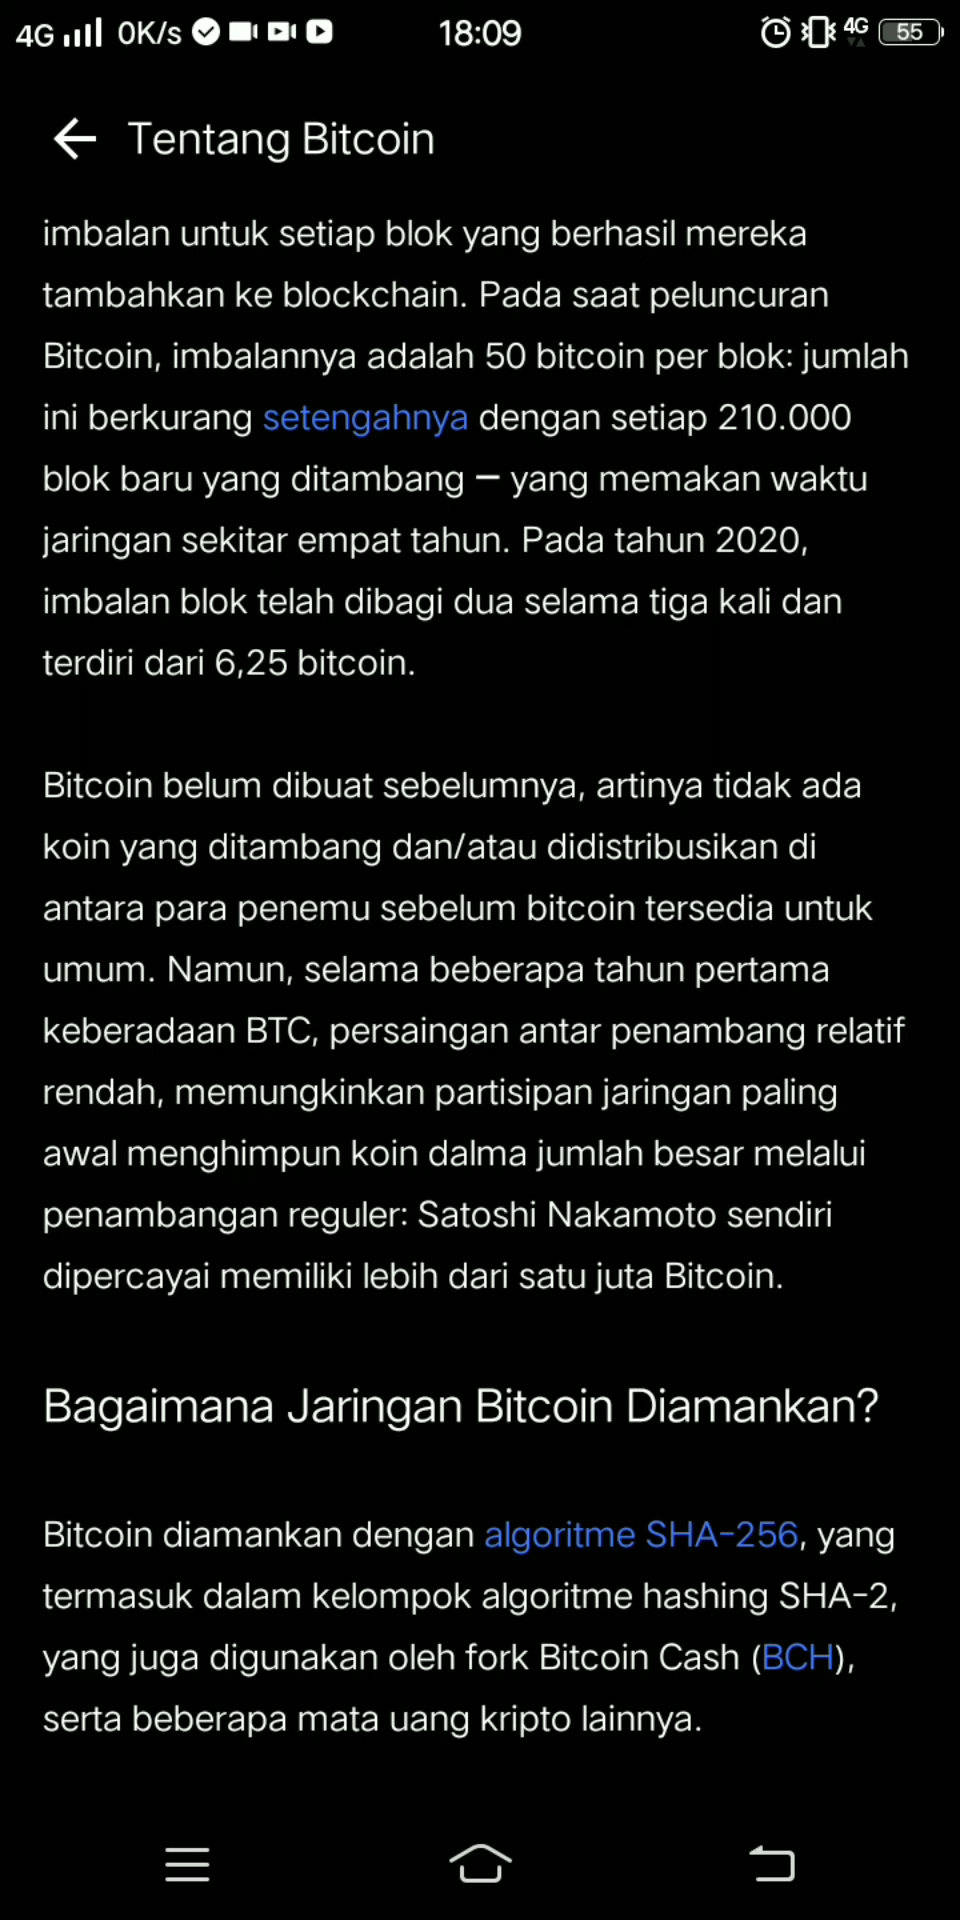 4G 0K/s 18:09 4G 55
Tentang Bitcoin
imbalan untuk setiap blok yang berhasil mereka
tambahkan ke blockchain. Pada saat peluncuran
Bitcoin, imbalannya adalah 50 bitcoin per blok: jumlah
ini berkurang setengahnya dengan setiap 210.000
blok baru yang ditambang — yang memakan waktu
jaringan sekitar empat tahun. Pada tahun 2020,
imbalan blok telah dibagi dua selama tiga kali dan
terdiri dari 6,25 bitcoin.
Bitcoin belum dibuat sebelumnya, artinya tidak ada
koin yang ditambang dan/atau didistribusikan di
antara para penemu sebelum bitcoin tersedia untuk
umum. Namun, selama beberapa tahun pertama
keberadaan BTC, persaingan antar penambang relatif
rendah, memungkinkan partisipan jaringan paling
awal menghimpun koin dalma jumlah besar melalui
penambangan reguler: Satoshi Nakamoto sendiri
dipercayai memiliki lebih dari satu juta Bitcoin.
Bagaimana Jaringan Bitcoin Diamankan?
Bitcoin diamankan dengan algoritme SHA-256, yang
termasuk dalam kelompok algoritme hashing SHA-2,
yang juga digunakan oleh fork Bitcoin Cash (BCH),
serta beberapa mata uang kripto lainnya.